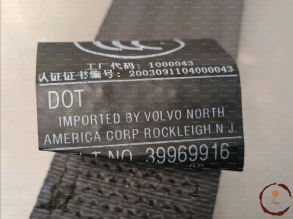 工厂代码：1000043
认证证书编号：2003091104000043
DOT
IMPORTED BY VOLVO NORTH
AMERICA CORP ROCKLEIGH N.J.
NO 39969916